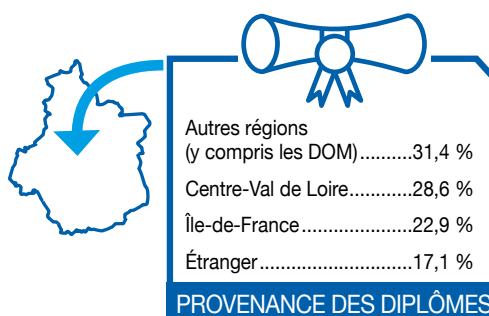 Autres régions
(y compris les DOM)..........31,4 %
Centre-Val de Loire............28,6 %
Île-de-France.....................22,9 %
Étranger.............................17,1 %
PROVENANCE DES DIPLÔMES